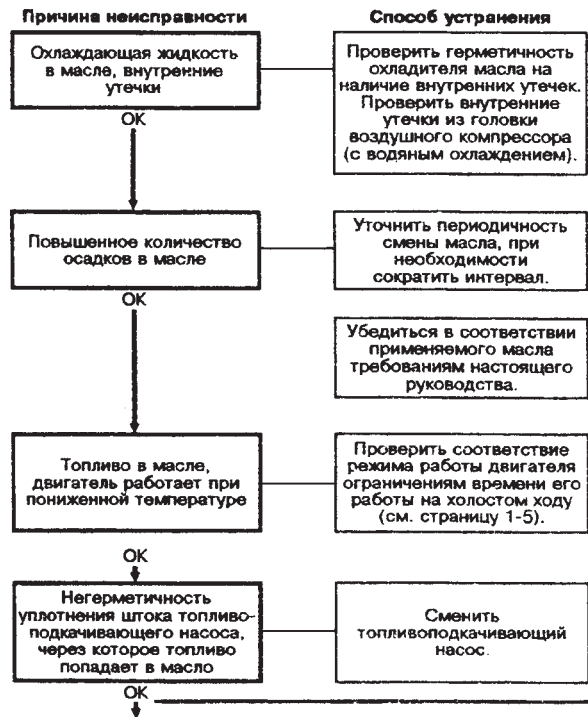 Причина неисправности
Способ устранения
Охлаждающая жидкость
в масле, внутренние
утечки
Проверить герметичность
охладителя масла на
наличие внутренних утечек.
Проверить внутренние
утечки из головки
воздушного компрессора
(с водяным охлаждением).
OK
Повышенное количество
осадков в масле
Уточнить периодичность
смены масла, при
необходимости
сократить интервал.
OK
Убедиться в соответствии
применяемого масла
требованиям настоящего
руководства.
Топливо в масле,
двигатель работает при
пониженной температуре
Проверить соответствие
режима работы двигателя
ограничениям времени его
работы на холостом ходу
(см. страницу 1-5).
OK
Негерметичность
уплотнения штока топливо-
подкачивающего насоса,
через которое топливо
попадает в масло
Сменить
топливоподкачивающий
насос.
OK